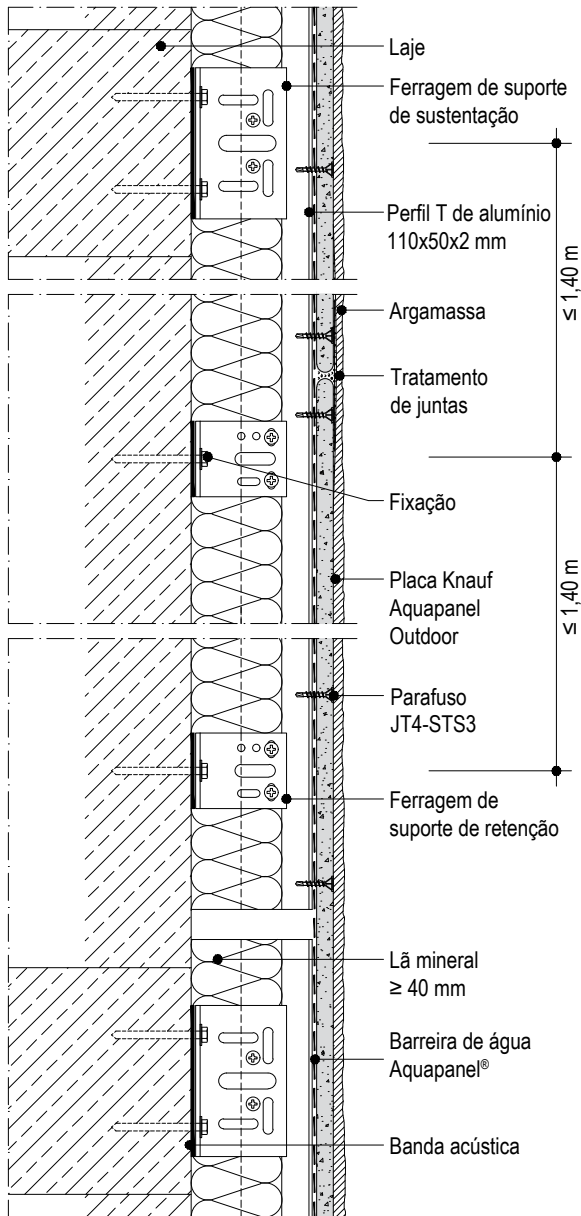 Laje
Ferragem de suporte
de sustentação
Perfil T de alumínio
110x50x2 mm
≤ 1,40 m
Argamassa
Tratamento
de juntas
Fixação
Placa Knauf
Aquapanel
Outdoor
≤ 1,40 m
Parafuso
JT4-STS3
Ferragem de
suporte de retenção
Lã mineral
≥ 40 mm
Barreira de água
Aquapanel®
Banda acústica